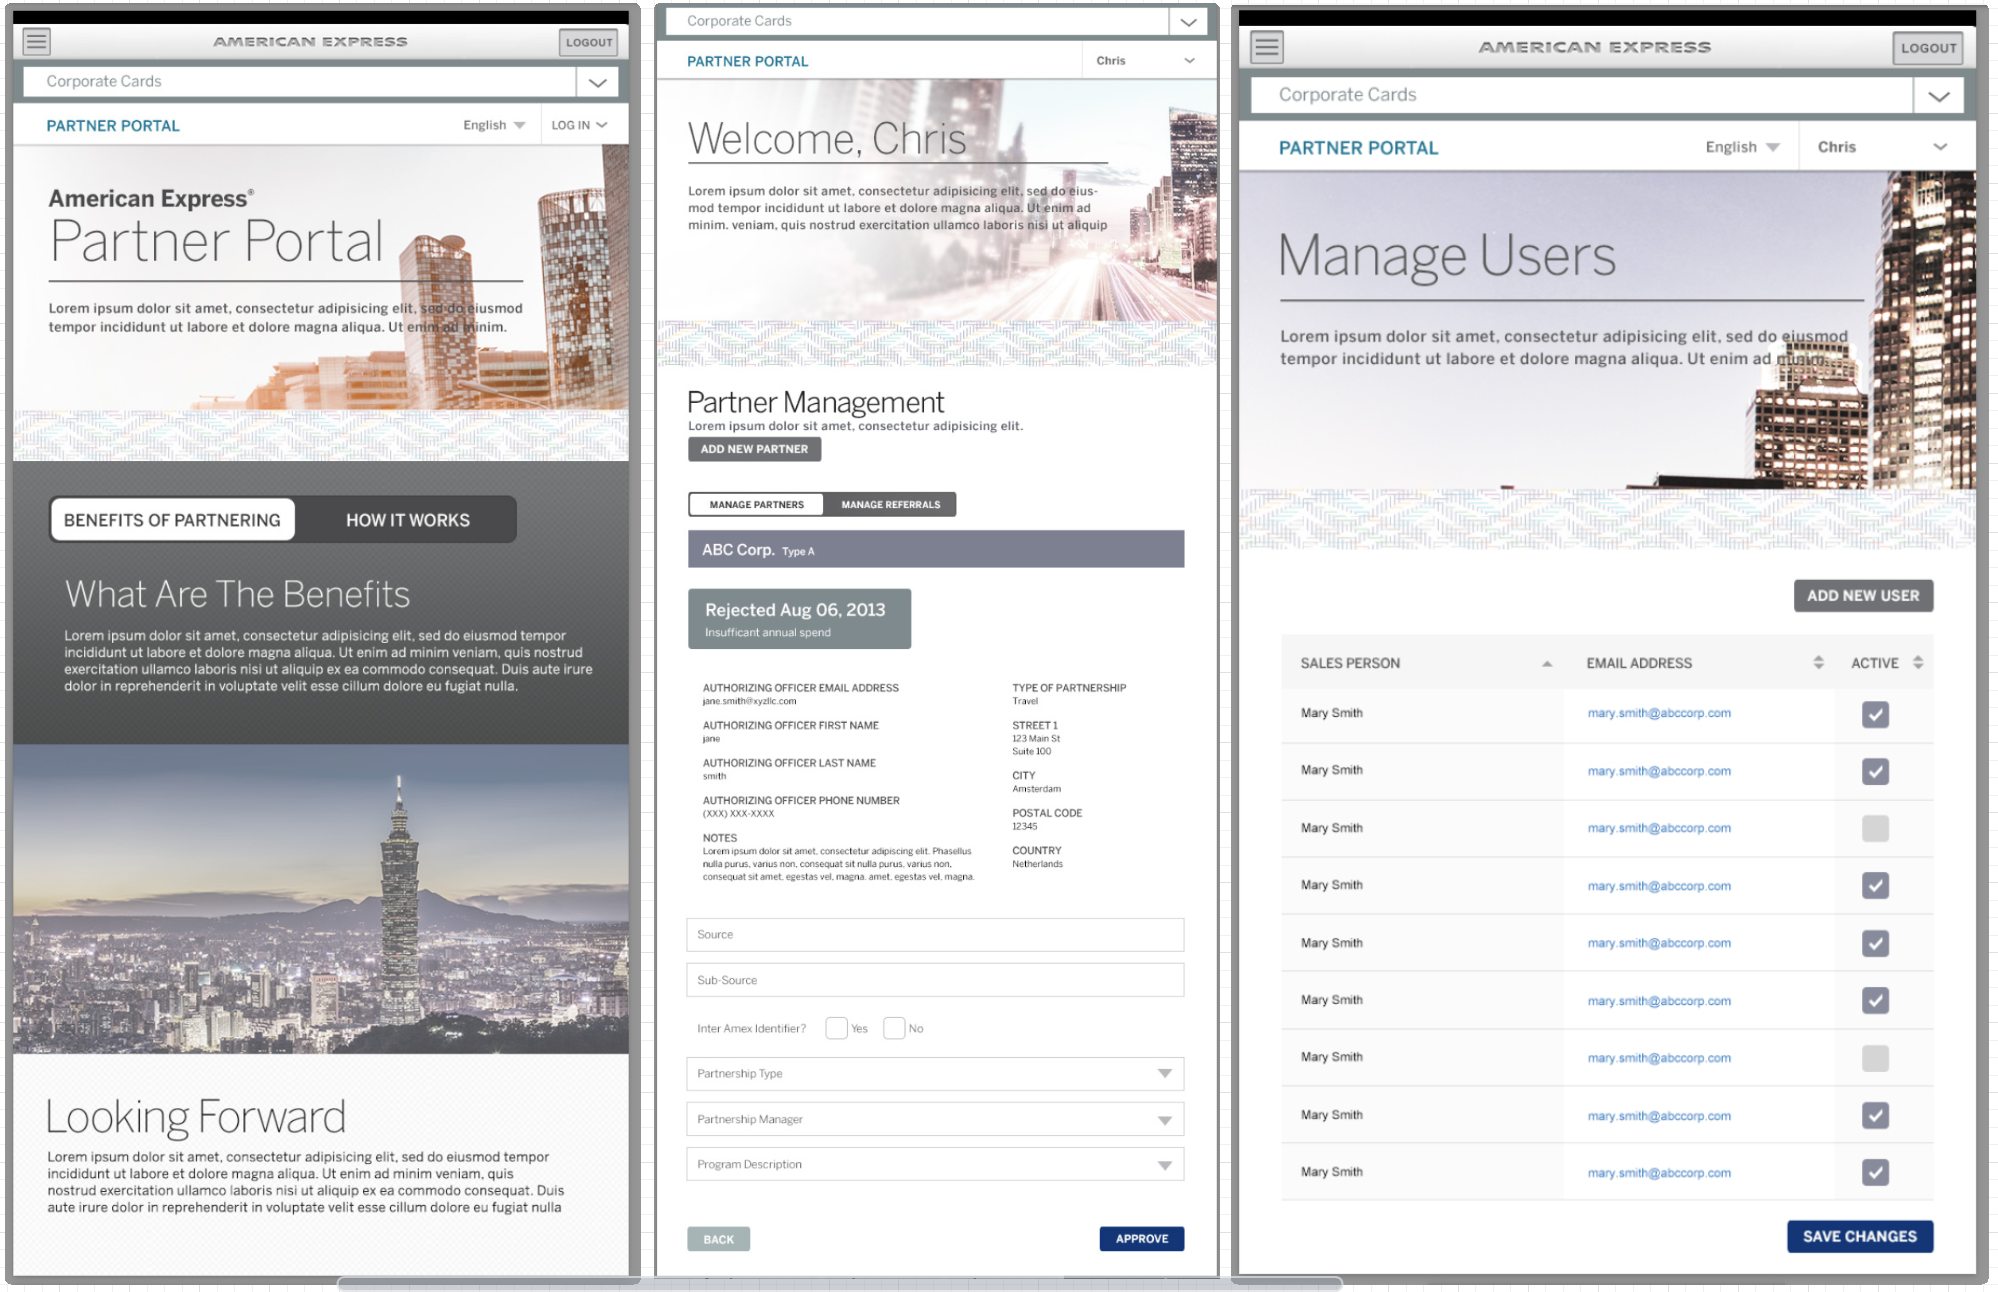 AMERICAN EXPRESS
LOGOUT
Corporate Cards
PARTNER PORTAL
English
LOG IN
American Express®
Partner Portal
Lorem ipsum dolor sit amet, consectetur adipisicing elit, sed do eiusmod
tempor incididunt ut labore et dolore magna aliqua. Ut enim ad minim.
BENEFITS OF PARTNERING
HOW IT WORKS
What Are The Benefits
Lorem ipsum dolor sit amet, consectetur adipisicing elit, sed do eiusmod tempor
incididunt ut labore et dolore magna aliqua. Ut enim ad minim veniam, quis nostrud
exercitation ullamco laboris nisi ut aliquip ex ea commodo consequat. Duis aute irure
dolor in reprehenderit in voluptate velit esse cillum dolore eu fugiat nulla.
Looking Forward
Lorem ipsum dolor sit amet, consectetur adipisicing elit, sed do eiusmod tempor
incididunt ut labore et dolore magna aliqua. Ut enim ad minim veniam, quis
nostrud exercitation ullamco laboris nisi ut aliquip ex ea commodo consequat. Duis
aute irure dolor in reprehenderit in voluptate velit esse cillum dolore eu fugiat nulla
Corporate Cards
PARTNER PORTAL
Chris
Welcome, Chris
Lorem ipsum dolor sit amet, consectetur adipisicing elit, sed do eius-
mod tempor incididunt ut labore et dolore magna aliqua. Ut enim ad
minim. veniam, quis nostrud exercitation ullamco laboris nisi ut aliquip
Partner Management
Lorem ipsum dolor sit amet, consectetur adipisicing elit.
ADD NEW PARTNER
MANAGE PARTNERS
MANAGE REFERRALS
ABC Corp. Type A
Rejected Aug 06, 2013
Insufficant annual spend
AUTHORIZING OFFICER EMAIL ADDRESS
jane.smith@xyzllc.com
AUTHORIZING OFFICER FIRST NAME
jane
AUTHORIZING OFFICER LAST NAME
smith
AUTHORIZING OFFICER PHONE NUMBER
(XXX) XXX-XXXX
NOTES
Lorem ipsum dolor sit amet, consectetur adipiscing elit. Phasellus
nulla purus, varius non, consequat sit nulla purus, varius non,
consequat sit amet, egestas vel, magna. amet, egestas vel, magna.
TYPE OF PARTNERSHIP
Travel
STREET 1
123 Main St
Suite 100
CITY
Amsterdam
POSTAL CODE
12345
COUNTRY
Netherlands
Source
Sub-Source
Inter Amex Identifier? Yes No
Partnership Type
Partnership Manager
Program Description
BACK
APPROVE
AMERICAN EXPRESS
LOGOUT
Corporate Cards
PARTNER PORTAL
English
Chris
Manage Users
Lorem ipsum dolor sit amet, consectetur adipisicing elit, sed do eiusmod
tempor incididunt ut labore et dolore magna aliqua. Ut enim ad minim.
ADD NEW USER
SALES PERSON EMAIL ADDRESS ACTIVE
Mary Smith mary.smith@abccorp.com
Mary Smith mary.smith@abccorp.com
Mary Smith mary.smith@abccorp.com
Mary Smith mary.smith@abccorp.com
Mary Smith mary.smith@abccorp.com
Mary Smith mary.smith@abccorp.com
Mary Smith mary.smith@abccorp.com
Mary Smith mary.smith@abccorp.com
Mary Smith mary.smith@abccorp.com
SAVE CHANGES